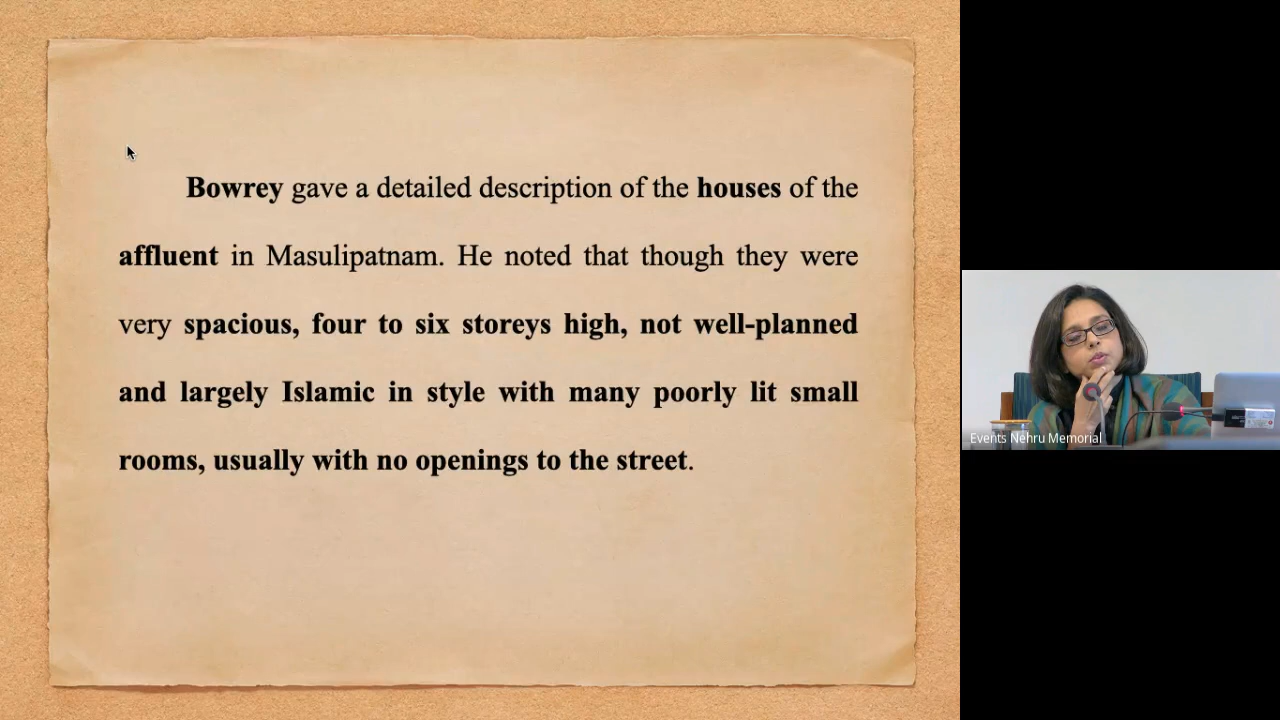 Bowrey gave a detailed description of the houses of the
affluent in Masulipatnam. He noted that though they were
very spacious, four to six storeys high, not well-planned
and largely Islamic in style with many poorly lit small
rooms, usually with no openings to the street.
Events Nehru Memorial